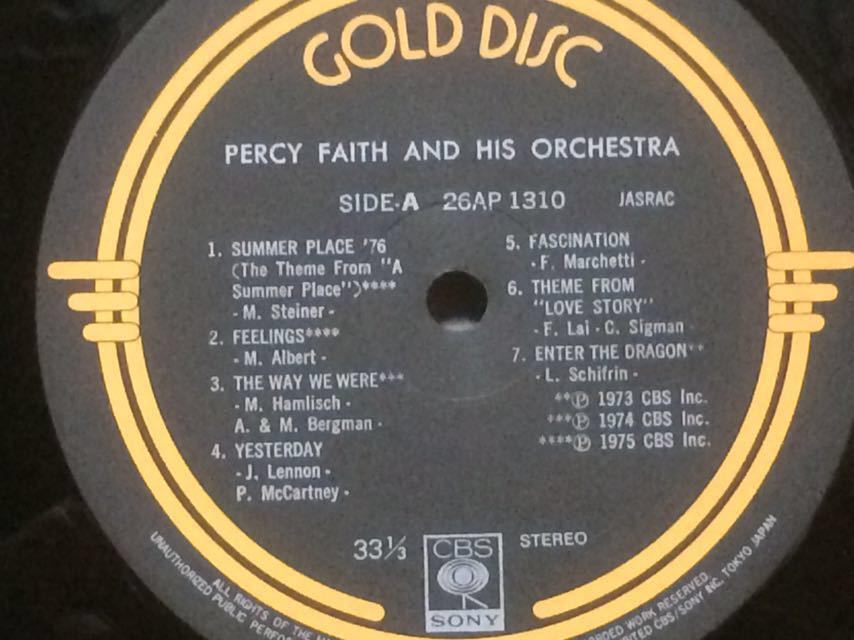 GOLD DISC
PERCY FAITH AND HIS ORCHESTRA
SIDE-A 26AP 1310 JASRAC
1. SUMMER PLACE '76
(The Theme From "A
Summer Place")****
- M. Steiner -
2. FEELINGS****
- M. Albert -
3. THE WAY WE WERE***
- M. Hamlisch -
A. & M. Bergman -
4. YESTERDAY
- J. Lennon -
P. McCartney -
5. FASCINATION
- F. Marchetti -
6. THEME FROM
"LOVE STORY"
- F. Lai - C. Sigman
7. ENTER THE DRAGON**
- L. Schifrin -
**℗ 1973 CBS Inc.
***℗ 1974 CBS Inc.
****℗ 1975 CBS Inc.
33⅓
CBS
SONY
STEREO
ALL RIGHTS OF THE
WORK RESERVED.
UNAUTHORIZED PUBLIC
CBS/SONY INC. TOKYO JAPAN